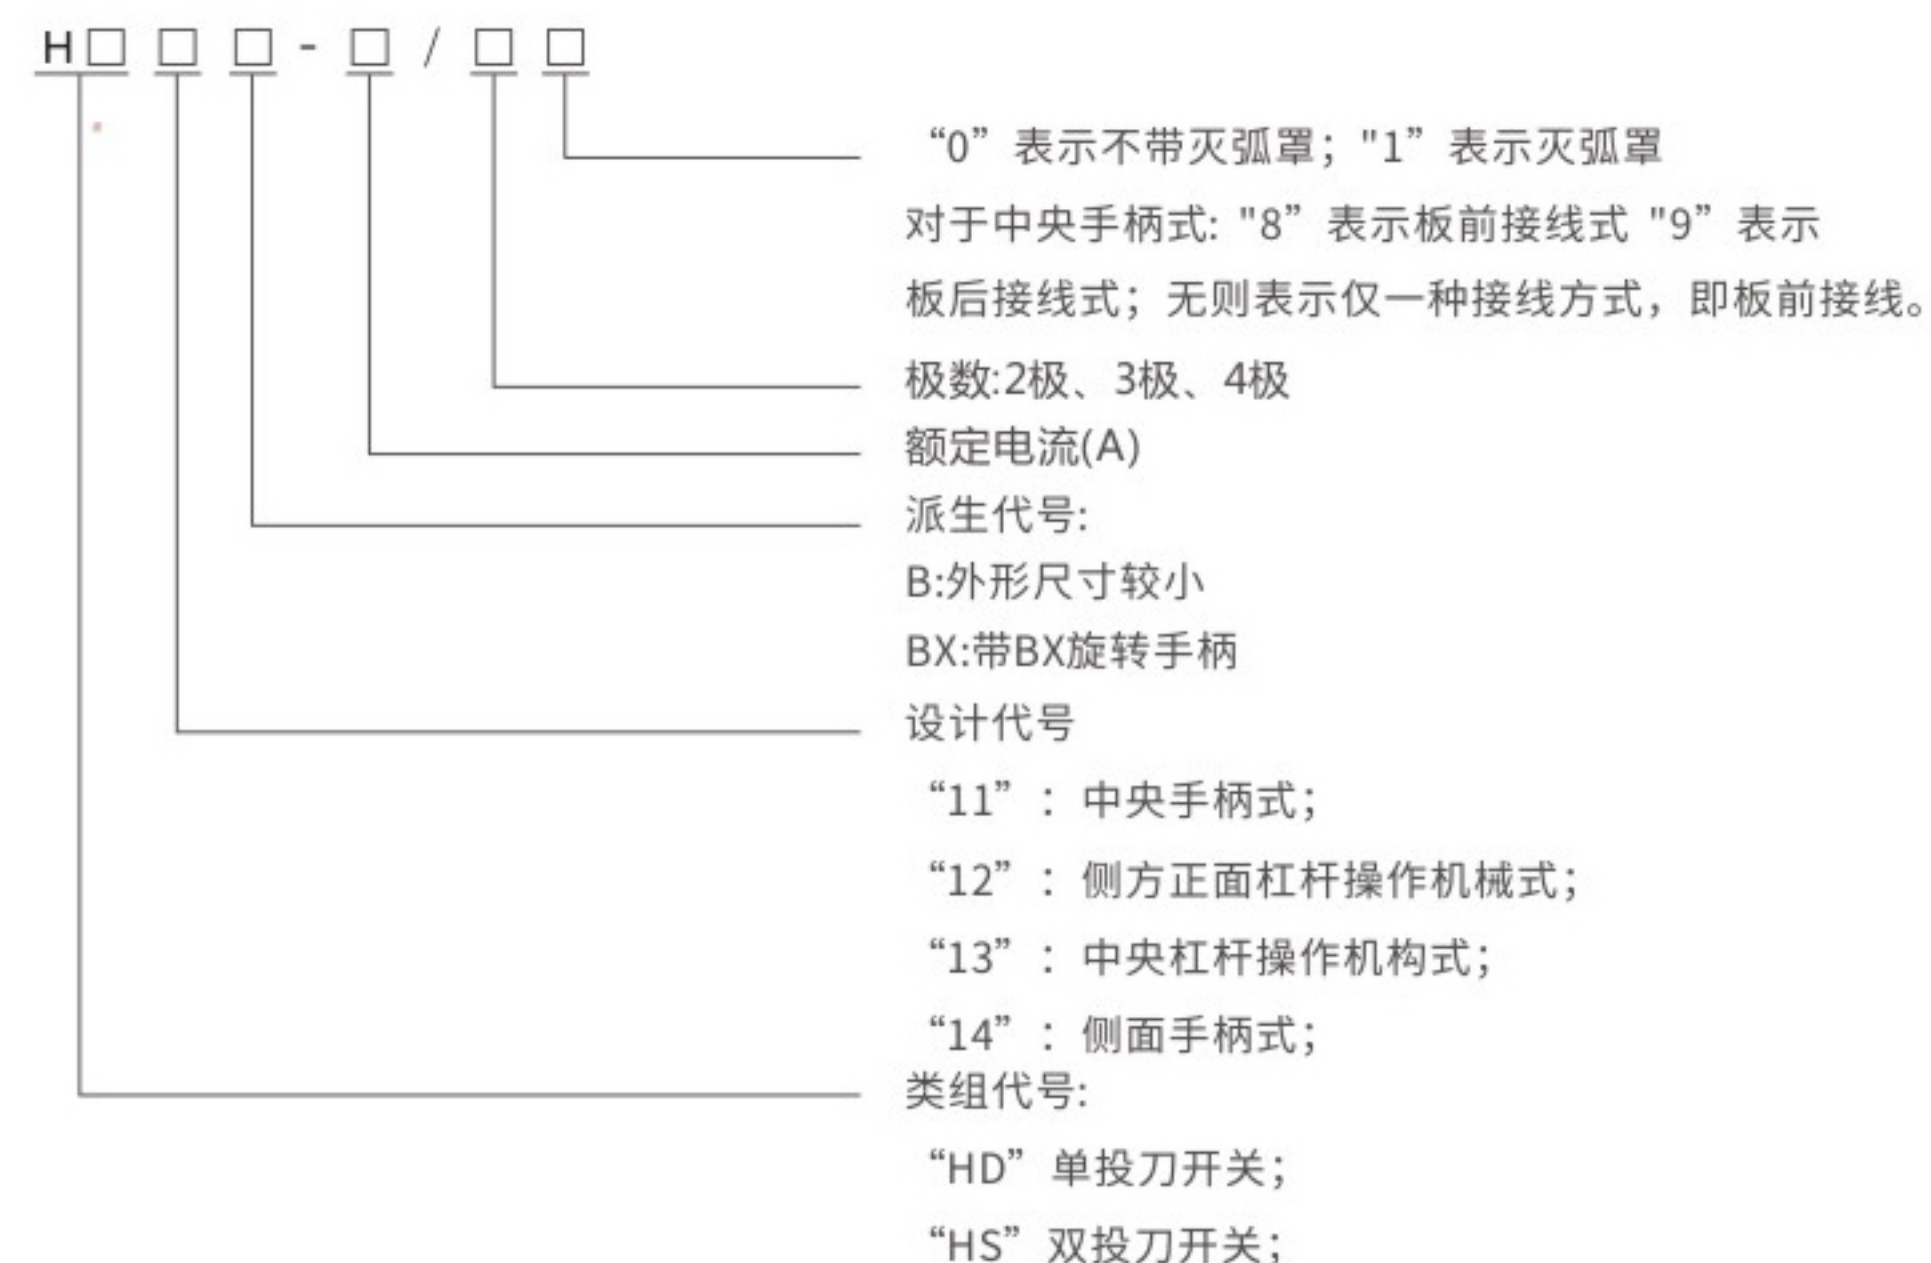 H□ □ □ - □ / □ □
“0”表示不带灭弧罩；"1”表示灭弧罩
对于中央手柄式: "8”表示板前接线式 "9”表示
板后接线式；无则表示仅一种接线方式，即板前接线。
极数:2极、3极、4极
额定电流(A)
派生代号:
B:外形尺寸较小
BX:带BX旋转手柄
设计代号
“11”：中央手柄式；
“12”：侧方正面杠杆操作机械式；
“13”：中央杠杆操作机构式；
“14”：侧面手柄式；
类组代号:
“HD”单投刀开关；
“HS”双投刀开关；